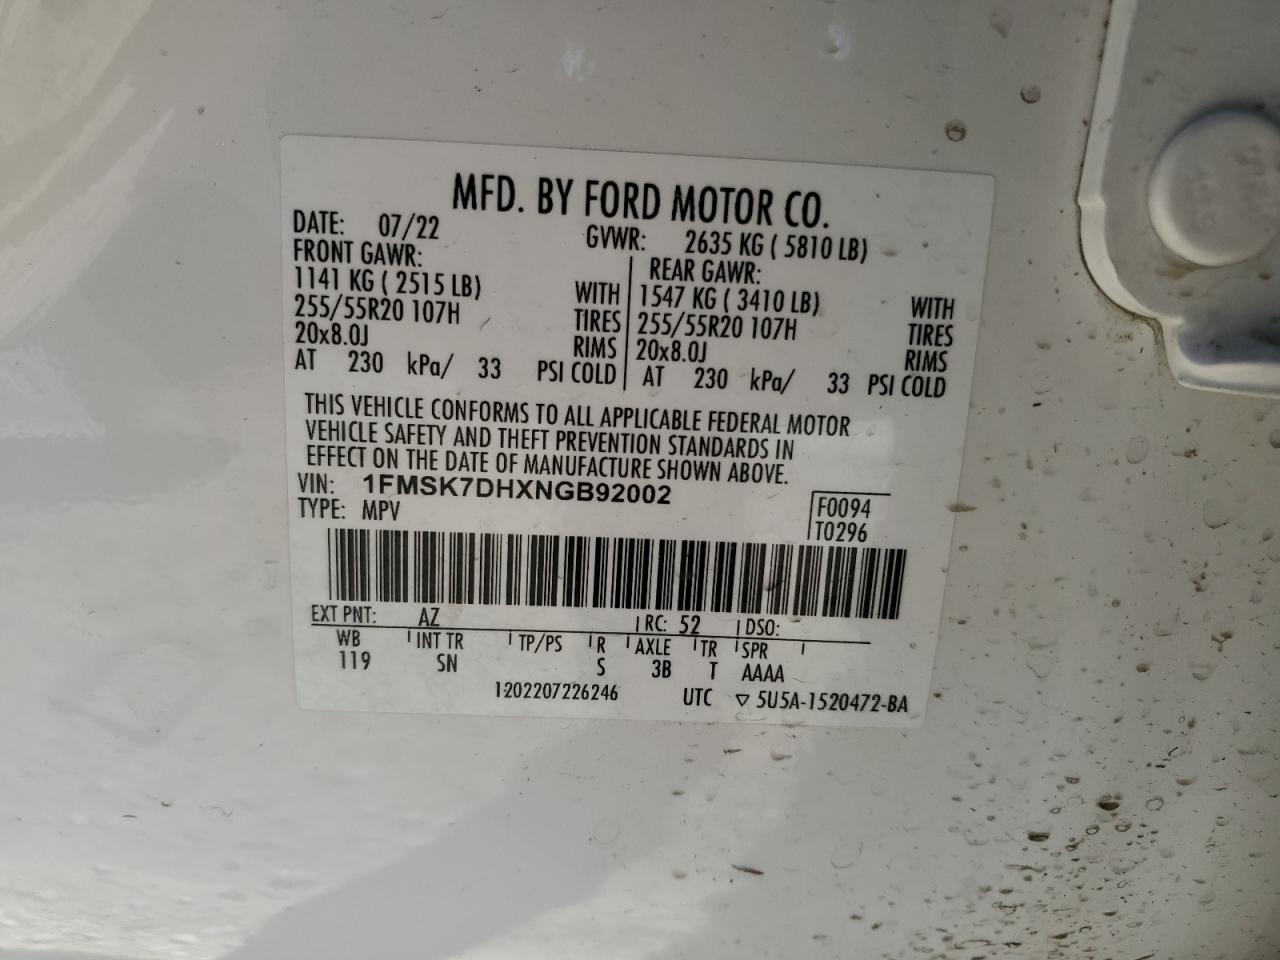 MFD. BY FORD MOTOR CO.
DATE: 07/22 GVWR: 2635 KG ( 5810 LB)
FRONT GAWR:
1141 KG ( 2515 LB) WITH
255/55R20 107H TIRES
20x8.0J RIMS
AT 230 kPa/ 33 PSI COLD
REAR GAWR:
1547 KG ( 3410 LB) WITH
255/55R20 107H TIRES
20x8.0J RIMS
AT 230 kPa/ 33 PSI COLD
THIS VEHICLE CONFORMS TO ALL APPLICABLE FEDERAL MOTOR
VEHICLE SAFETY AND THEFT PREVENTION STANDARDS IN
EFFECT ON THE DATE OF MANUFACTURE SHOWN ABOVE.
VIN: 1FMSK7DHXNGB92002
TYPE: MPV
F0094
T0296
EXT PNT: AZ RC: 52 DSO:
WB INT TR TP/PS R AXLE TR SPR
119 SN S 3B T AAAA
1202207226246 UTC ▽ 5U5A-1520472-BA